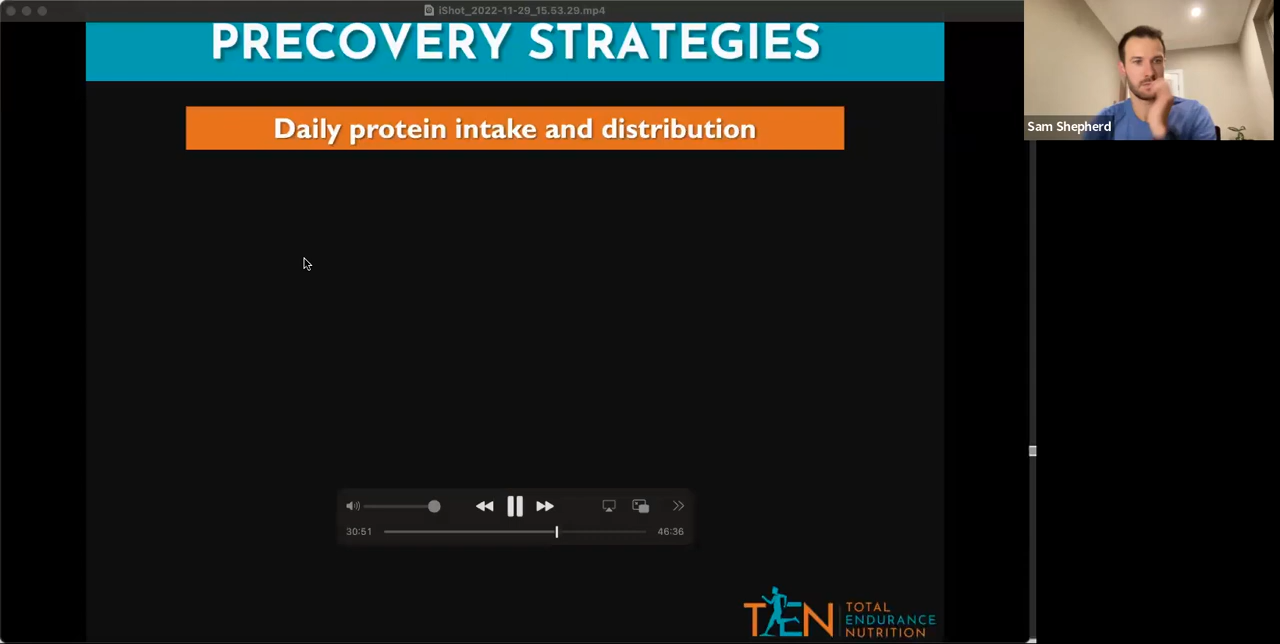 iShot_2022-11-29_15.53.29.mp4
PRECOVERY STRATEGIES
Daily protein intake and distribution
Sam Shepherd
30:51
46:36
TEN
TOTAL
ENDURANCE
NUTRITION